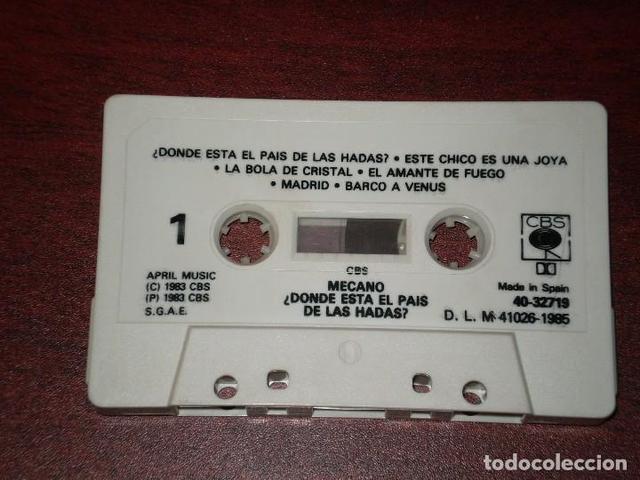 ¿DONDE ESTA EL PAIS DE LAS HADAS? • ESTE CHICO ES UNA JOYA
• LA BOLA DE CRISTAL • EL AMANTE DE FUEGO
• MADRID • BARCO A VENUS
1
CBS
CBS
APRIL MUSIC
(C) 1983 CBS
(P) 1983 CBS
S.G.A.E.
MECANO
¿DONDE ESTA EL PAIS
DE LAS HADAS?
Made in Spain
40-32719
D. L. M. 41026-1985
todocoleccion.net